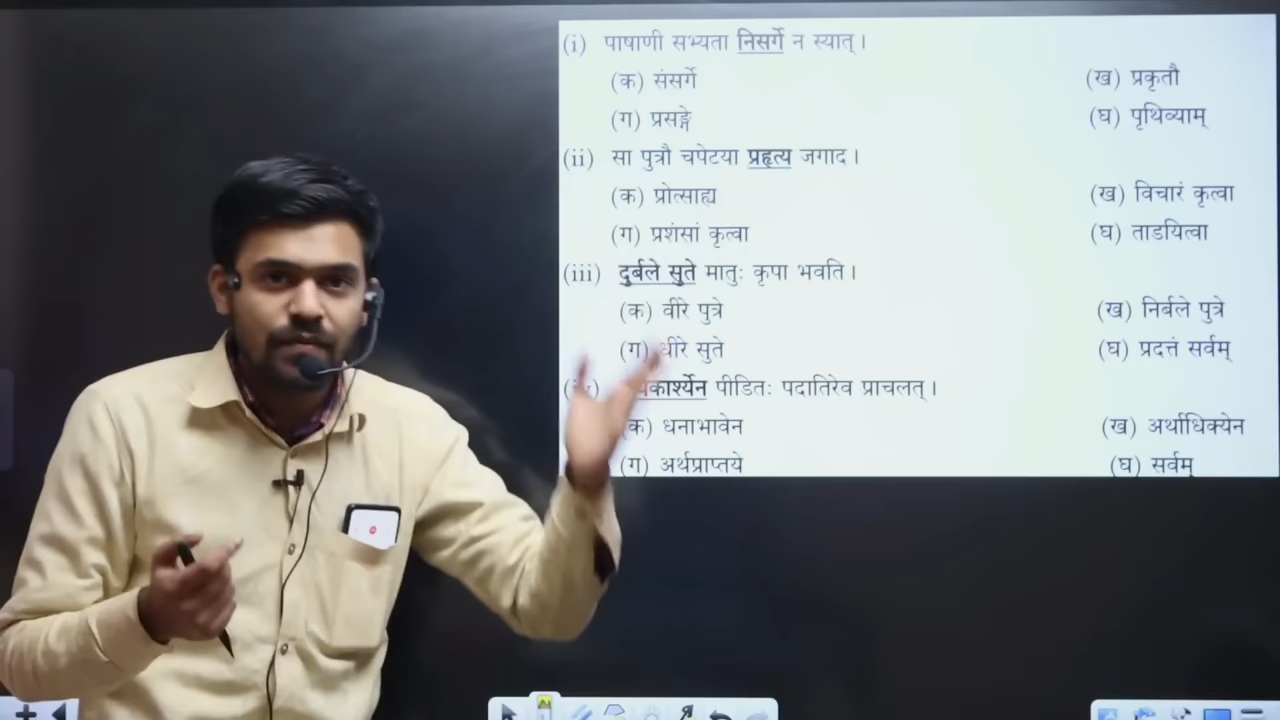 (i) पाषाणी सभ्यता निसर्गे न स्यात् ।
(क) संसर्गे (ख) प्रकृतौ
(ग) प्रसङ्गे (घ) पृथिव्याम्
(ii) सा पुत्रौ चपेटया प्रहृत्य जगाद ।
(क) प्रोत्साह्य (ख) विचारं कृत्वा
(ग) प्रशंसां कृत्वा (घ) ताडयित्वा
(iii) दुर्बले सुते मातुः कृपा भवति ।
(क) वीरे पुत्रे (ख) निर्बले पुत्रे
(ग) धीरे सुते (घ) प्रदत्तं सर्वम्
पीडितः पदातिरेव प्राचलत् ।
(क) धनाभावेन (ख) अर्थाधिक्येन
(ग) अर्थप्राप्तये (घ) सर्वम्